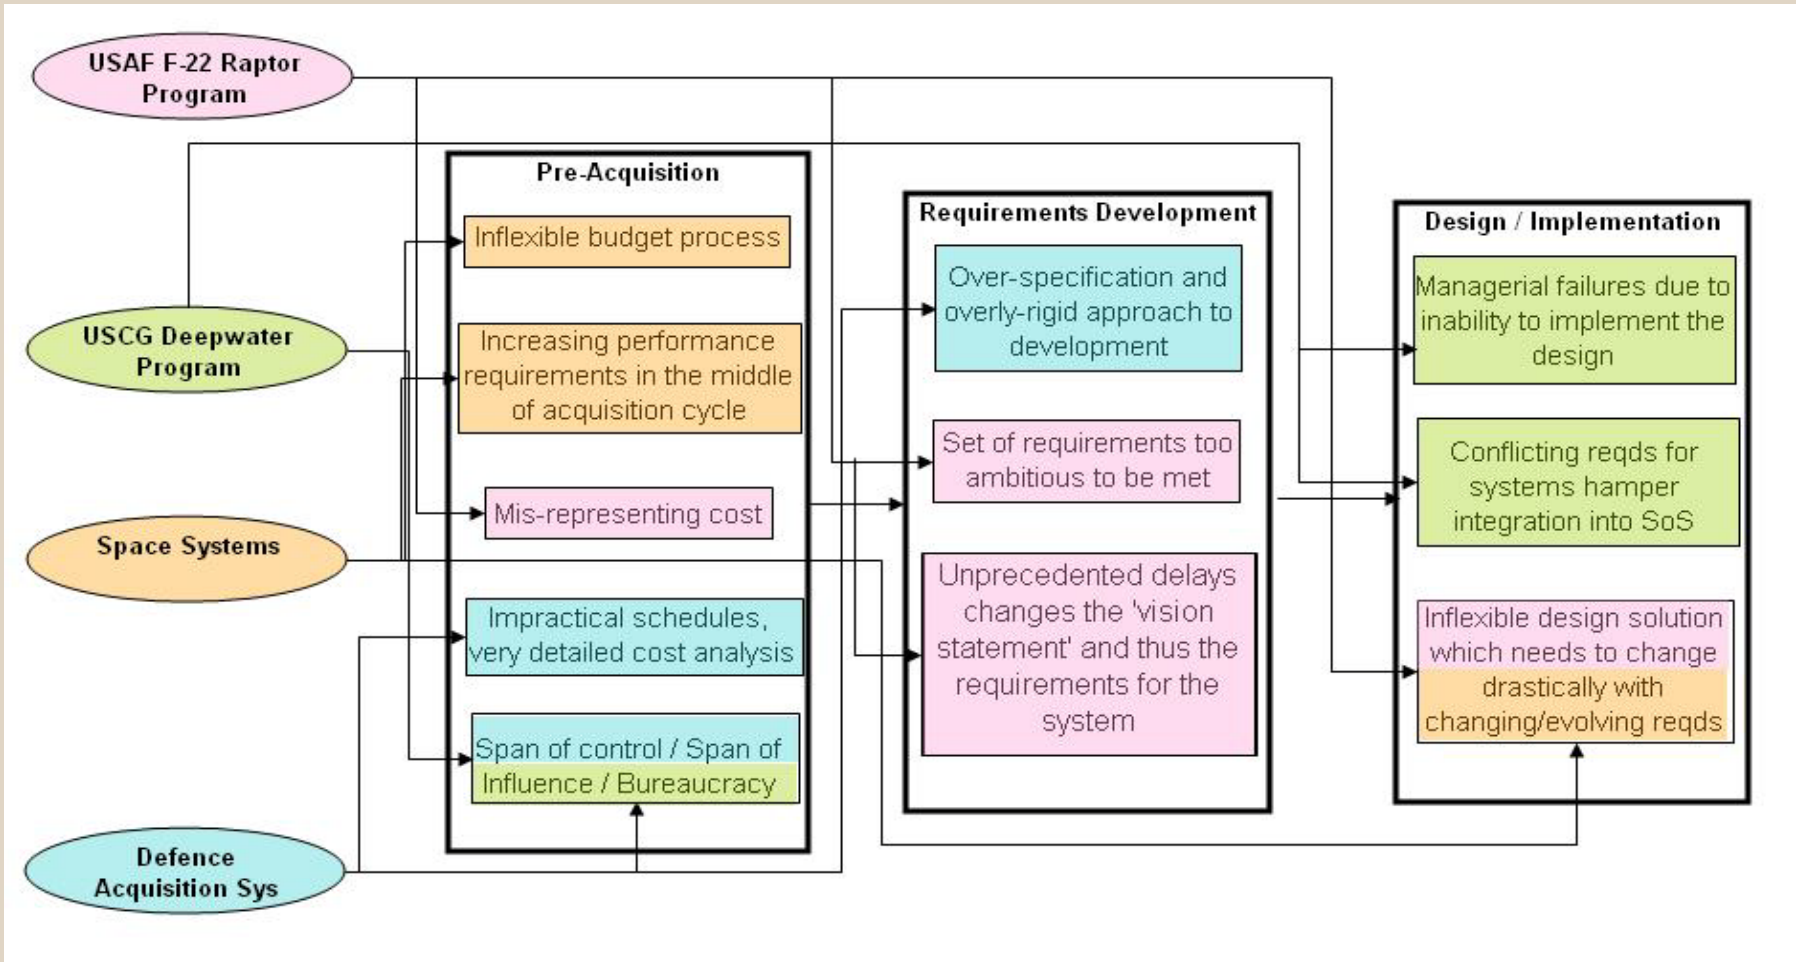 USAF F-22 Raptor
Program
USCG Deepwater
Program
Space Systems
Defence
Acquisition Sys
Pre-Acquisition
Inflexible budget process
Increasing performance
requirements in the middle
of acquisition cycle
Mis-representing cost
Impractical schedules,
very detailed cost analysis
Span of control / Span of
Influence / Bureaucracy
Requirements Development
Over-specification and
overly-rigid approach to
development
Set of requirements too
ambitious to be met
Unprecedented delays
changes the 'vision
statement' and thus the
requirements for the
system
Design / Implementation
Managerial failures due to
inability to implement the
design
Conflicting reqds for
systems hamper
integration into SoS
Inflexible design solution
which needs to change
drastically with
changing/evolving reqds